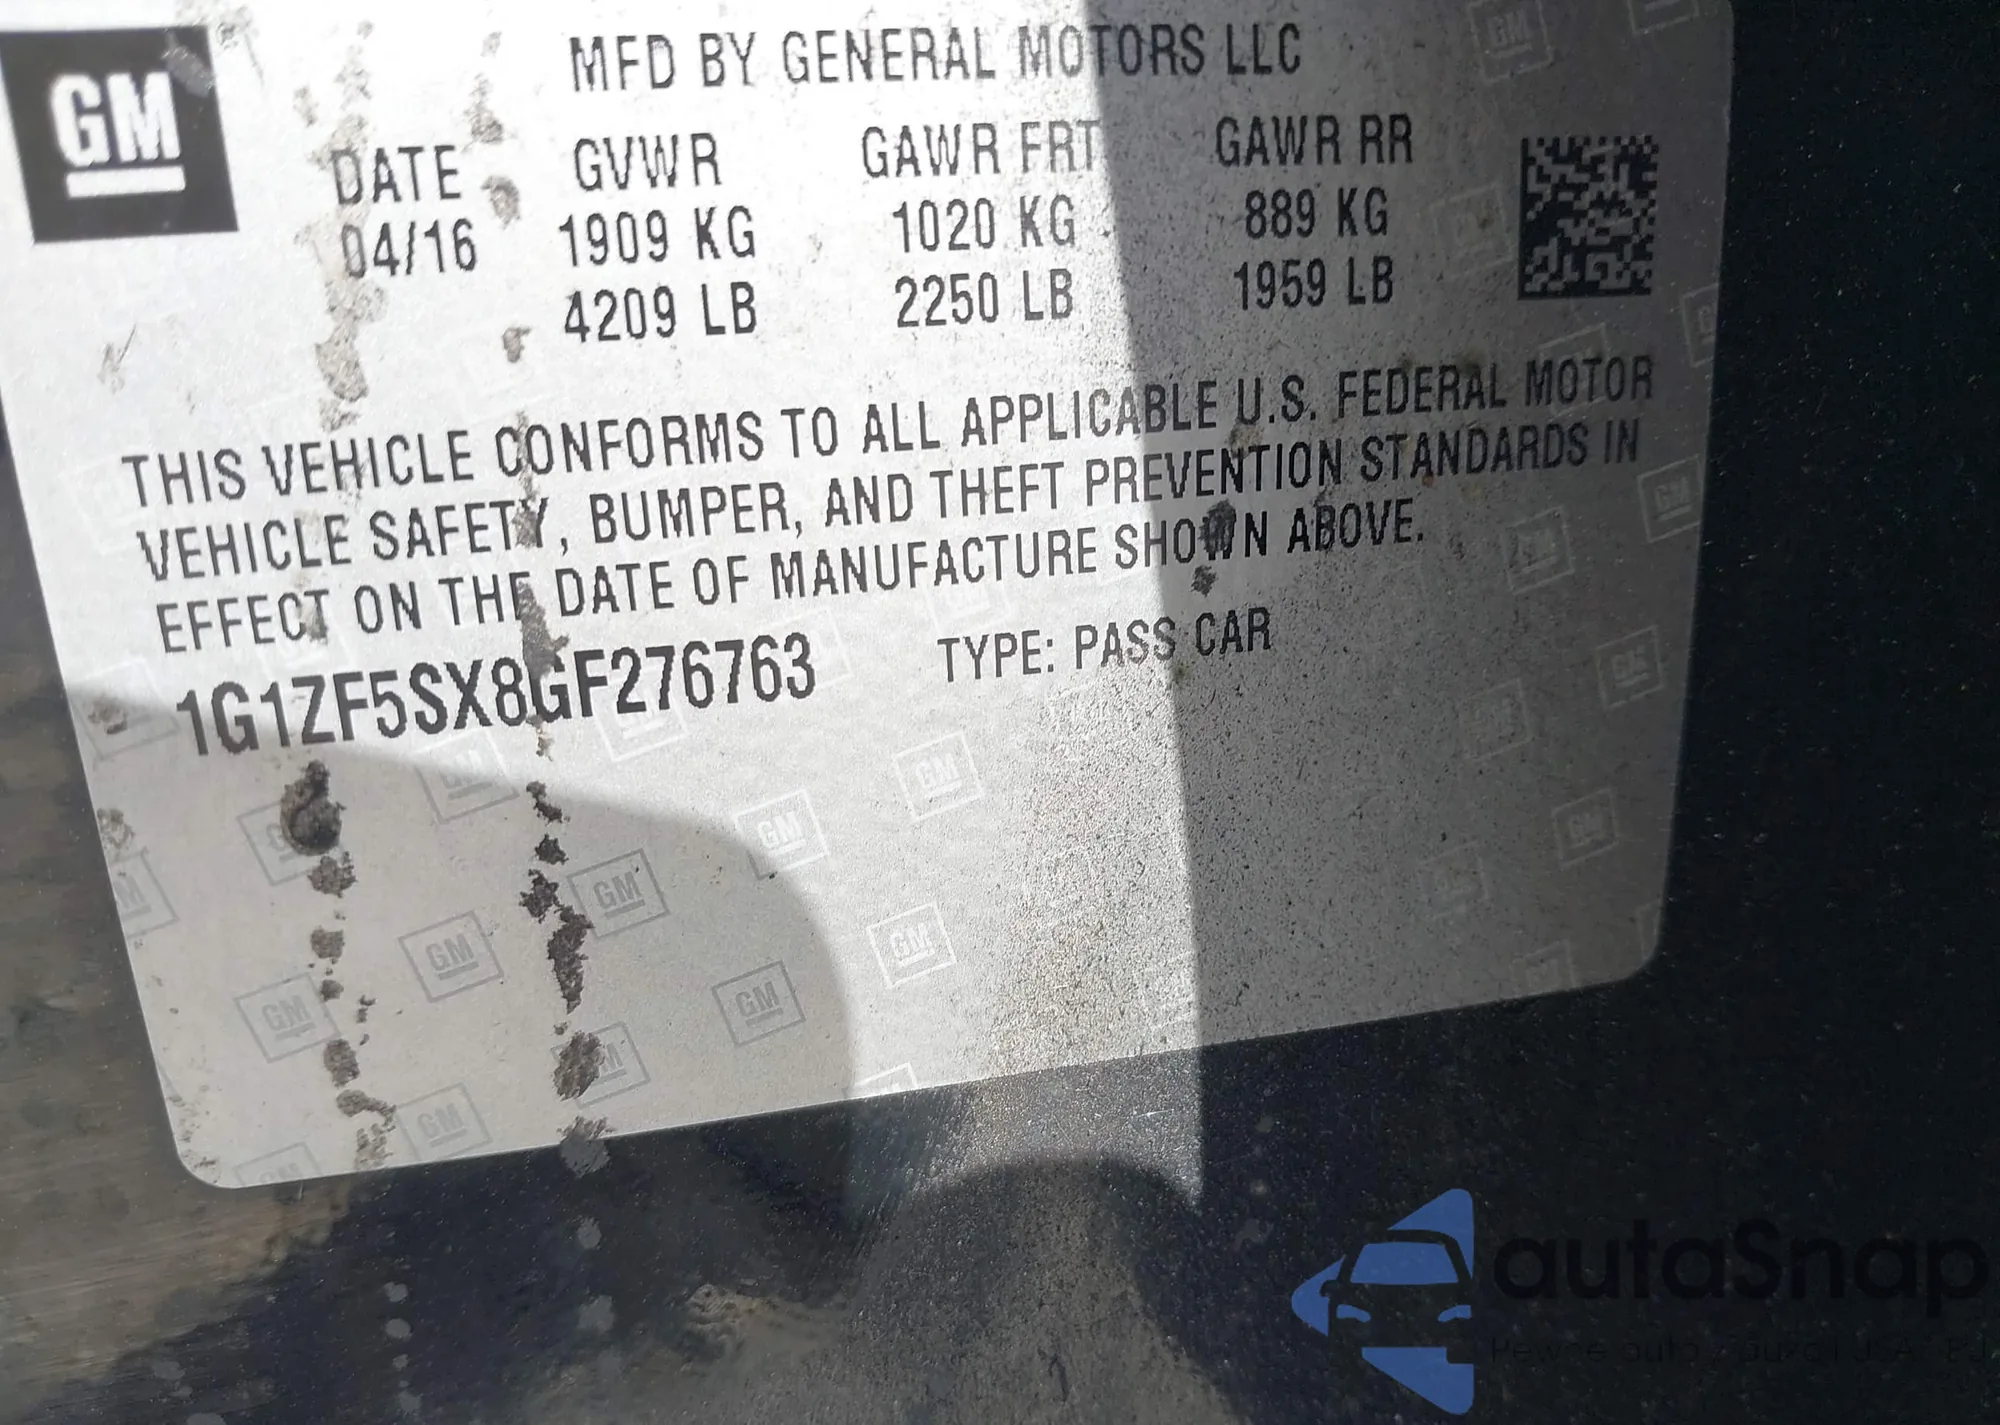 GM
MFD BY GENERAL MOTORS LLC
DATE GVWR GAWR FRT GAWR RR
04/16 1909 KG 1020 KG 889 KG
4209 LB 2250 LB 1959 LB
THIS VEHICLE CONFORMS TO ALL APPLICABLE U.S. FEDERAL MOTOR
VEHICLE SAFETY, BUMPER, AND THEFT PREVENTION STANDARDS IN
EFFECT ON THE DATE OF MANUFACTURE SHOWN ABOVE.
1G1ZF5SX8GF276763 TYPE: PASS CAR
autaSnap